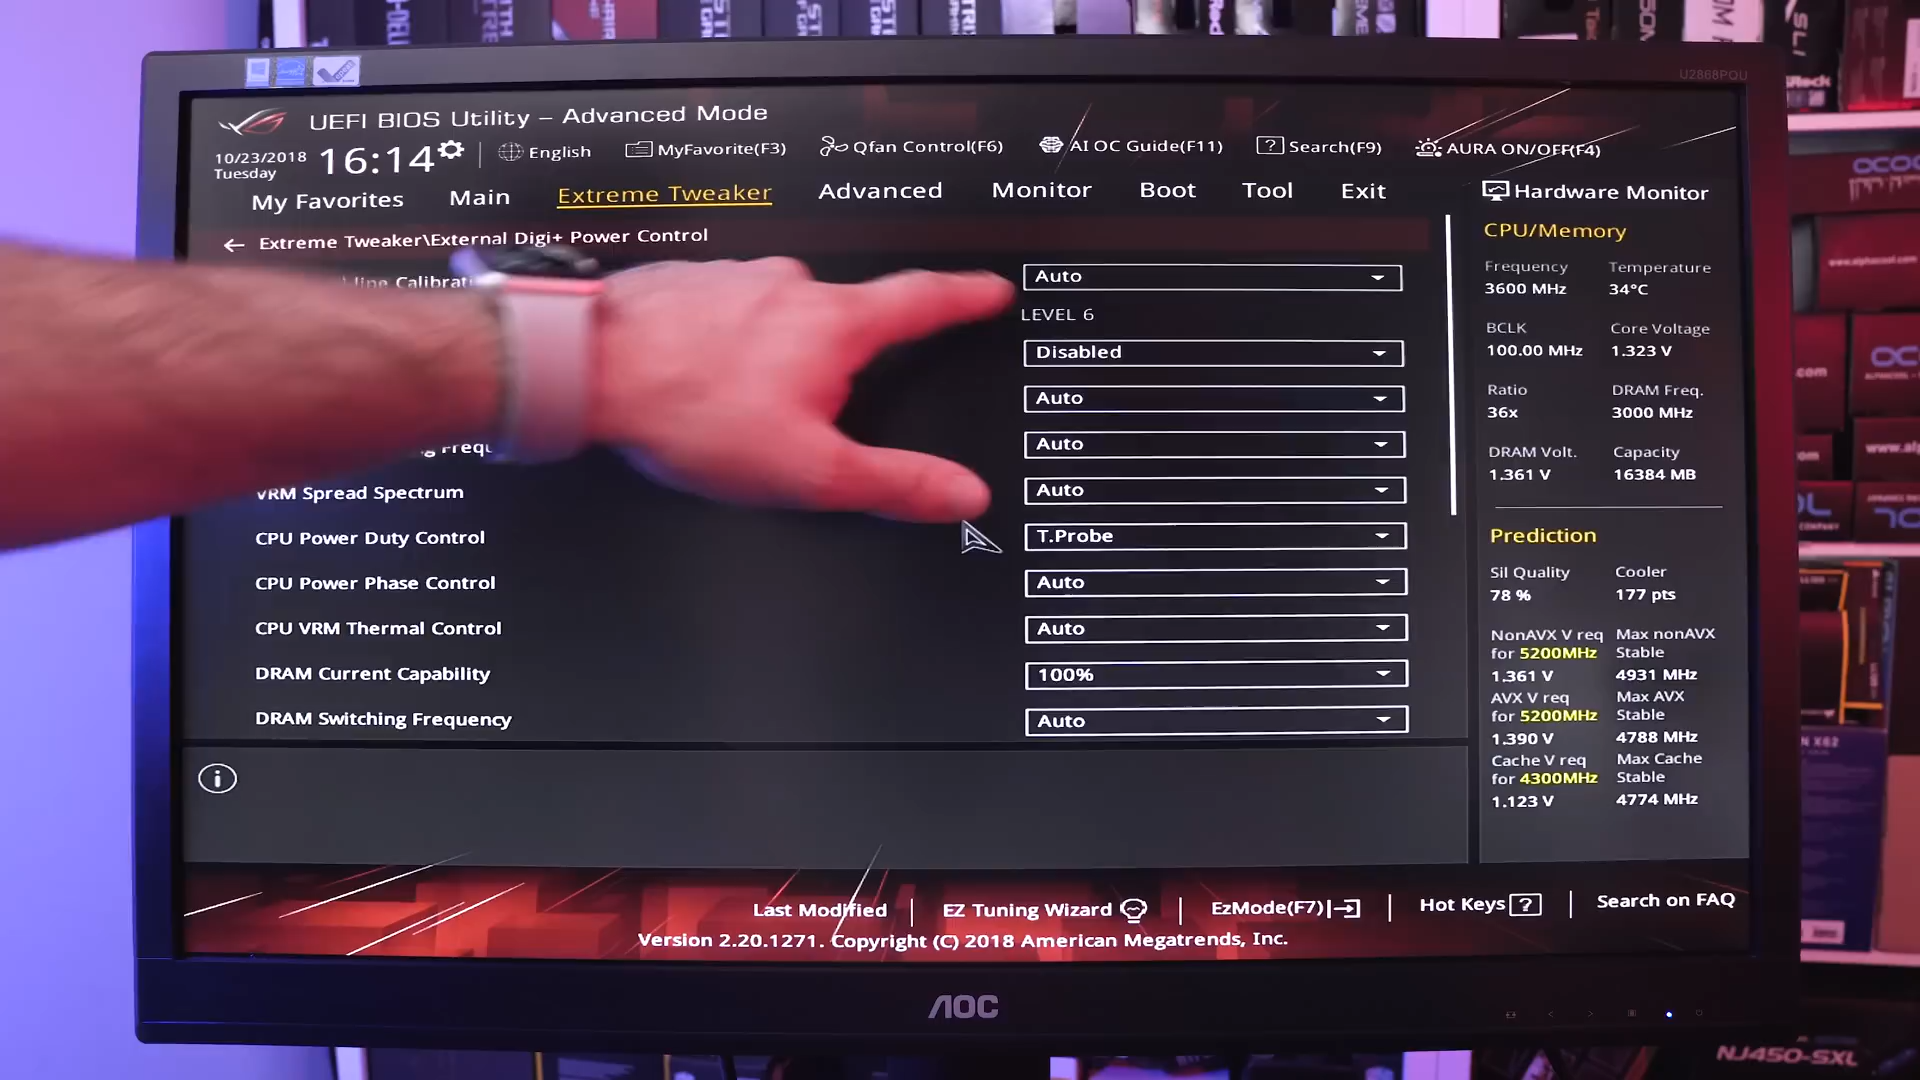 U2868PQU
UEFI BIOS Utility – Advanced Mode
10/23/2018
Tuesday
16:14
English
MyFavorite(F3)
Qfan Control(F6)
AI OC Guide(F11)
Search(F9)
AURA ON/OFF(F4)
My Favorites
Main
Extreme Tweaker
Advanced
Monitor
Boot
Tool
Exit
Hardware Monitor
Extreme Tweaker\External Digi+ Power Control
Auto
LEVEL 6
Disabled
Auto
Auto
VRM Spread Spectrum
Auto
CPU Power Duty Control
T.Probe
CPU Power Phase Control
Auto
CPU VRM Thermal Control
Auto
DRAM Current Capability
100%
DRAM Switching Frequency
Auto
CPU/Memory
Frequency Temperature
3600 MHz 34°C
BCLK Core Voltage
100.00 MHz 1.323 V
Ratio DRAM Freq.
36x 3000 MHz
DRAM Volt. Capacity
1.361 V 16384 MB
Prediction
Sil Quality Cooler
78 % 177 pts
NonAVX V req Max nonAVX
for 5200MHz Stable
1.361 V 4931 MHz
AVX V req Max AVX
for 5200MHz Stable
1.390 V 4788 MHz
Cache V req Max Cache
for 4300MHz Stable
1.123 V 4774 MHz
Last Modified
EZ Tuning Wizard
EzMode(F7)
Hot Keys ?
Search on FAQ
Version 2.20.1271. Copyright (C) 2018 American Megatrends, Inc.
AOC
NJ450-SXL